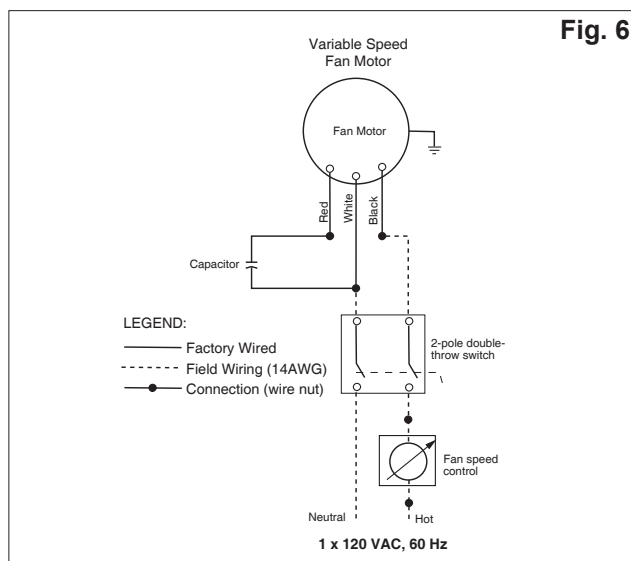 Fig. 6
Variable Speed
Fan Motor
Fan Motor
Red
White
Black
Capacitor
LEGEND:
Factory Wired
Field Wiring (14AWG)
Connection (wire nut)
2-pole double-
throw switch
Fan speed
control
Neutral
Hot
1 x 120 VAC, 60 Hz